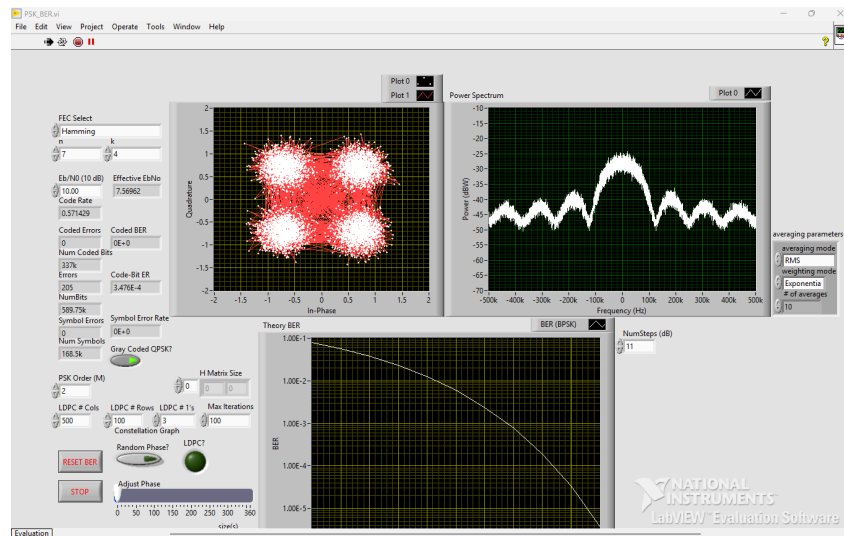 PSK_BER.vi
File Edit View Project Operate Tools Window Help
FEC Select
Hamming
n k
7 4
Eb/N0 (10 dB) Effective EbNo
10.00 7.56962
Code Rate
0.571429
Coded Errors Coded BER
0 0E+0
Num Coded Bits
337k
Errors Code-Bit ER
205 3.476E-4
NumBits
589.75k
Symbol Errors Symbol Error Rate
0 0E+0
Num Symbols
168.5k
Gray Coded QPSK?
PSK Order (M)
2
H Matrix Size
0 0 0
LDPC # Cols LDPC # Rows LDPC # 1's Max Iterations
500 100 3 100
Constellation Graph
Random Phase? LDPC?
RESET BER
STOP
Adjust Phase
0 50 100 150 200 250 300 360
size(s)
Plot 0
Plot 1
Quadrature
2
1.5
1
0.5
0
-0.5
-1
-1.5
-2
-2 -1.5 -1 -0.5 0 0.5 1 1.5 2
In-Phase
Power Spectrum
Plot 0
Power (dBW)
-10
-15
-20
-25
-30
-35
-40
-45
-50
-55
-60
-65
-70
-500k -400k -300k -200k -100k 0 100k 200k 300k 400k 500k
Frequency (Hz)
averaging parameters
averaging mode
RMS
weighting mode
Exponentia
# of averages
10
Theory BER
BER (BPSK)
BER
1.00E-1
1.00E-2
1.00E-3
1.00E-4
1.00E-5
NumSteps (dB)
11
NATIONAL
INSTRUMENTS
LabVIEW Evaluation Software
Evaluation